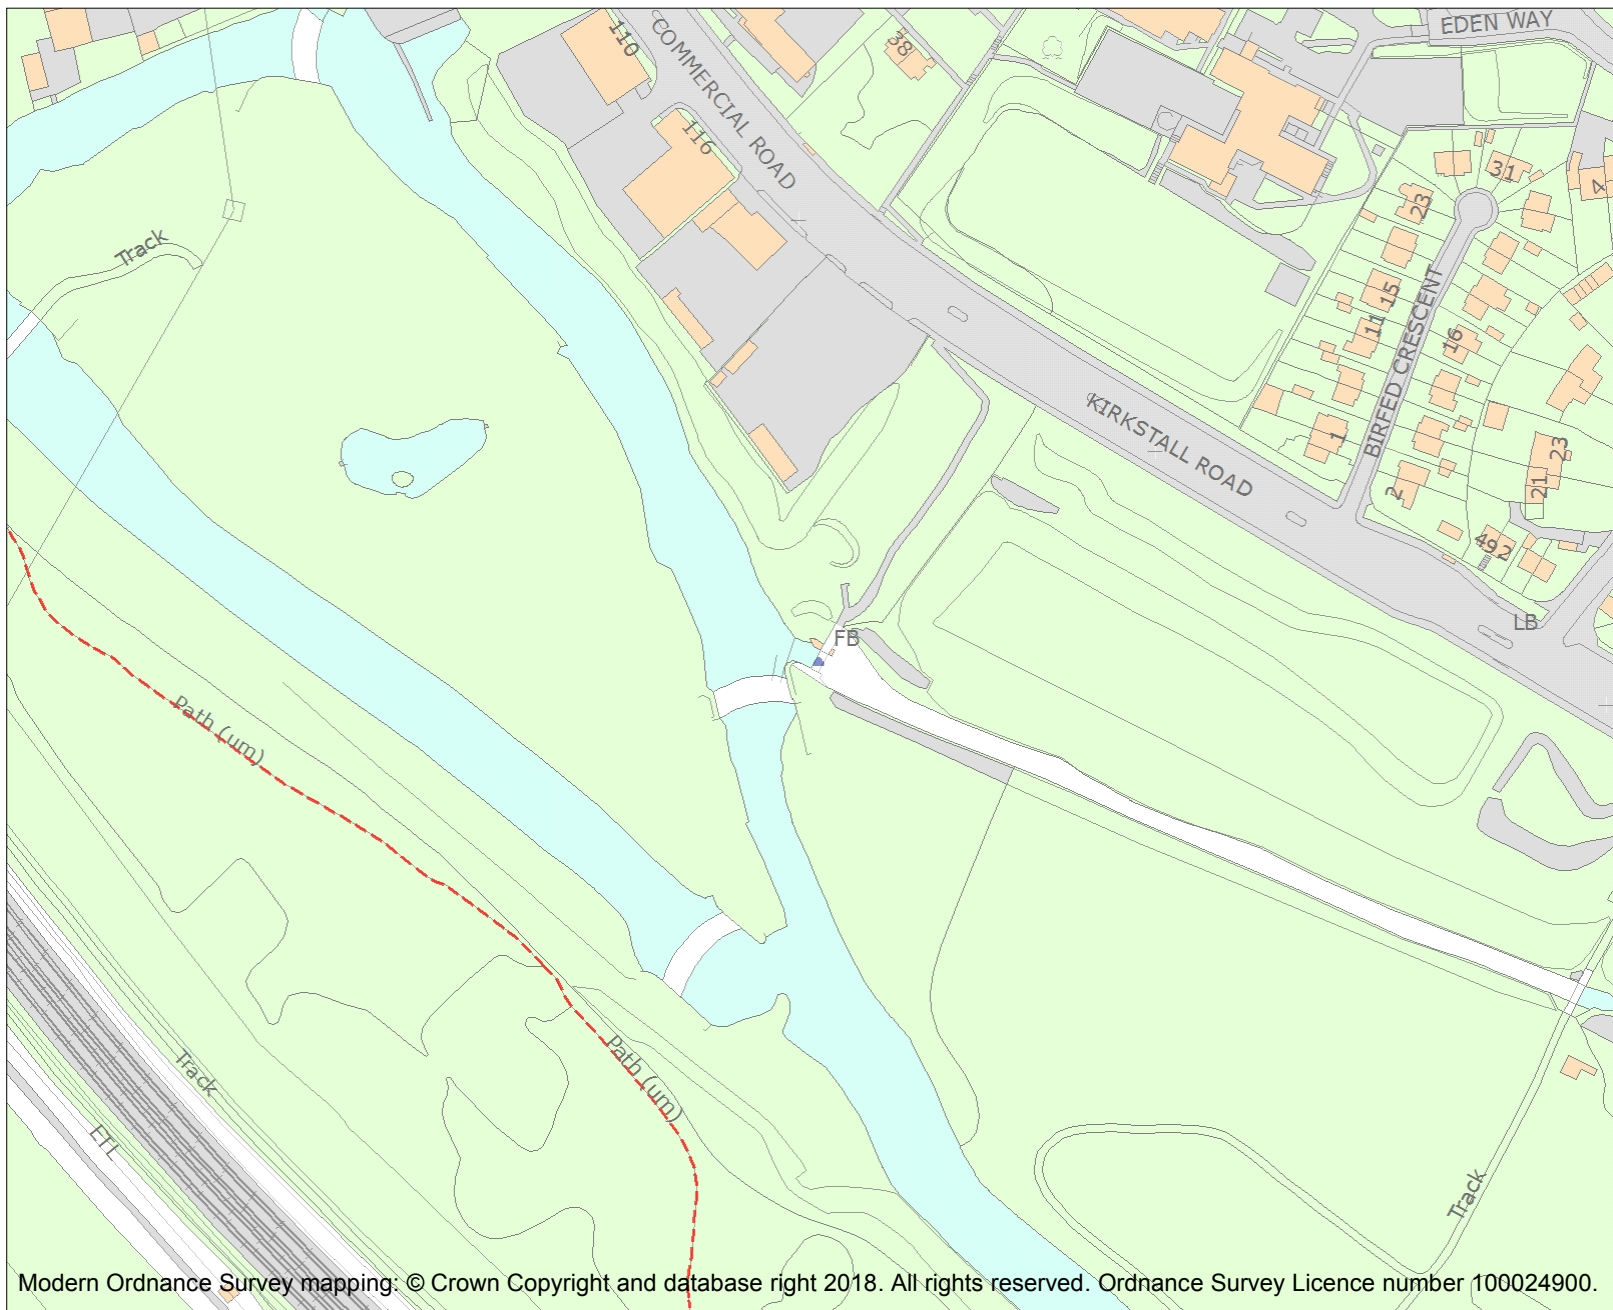 EDEN WAY
110
COMMERCIAL ROAD
38
116
31
4
23
Track
15
11
BIRFED CRESCENT
16
KIRKSTALL ROAD
1
2
23
21
492
LB
FB
Path (um)
Path (um)
Track
ETL
Track
Modern Ordnance Survey mapping: © Crown Copyright and database right 2018. All rights reserved. Ordnance Survey Licence number 100024900.